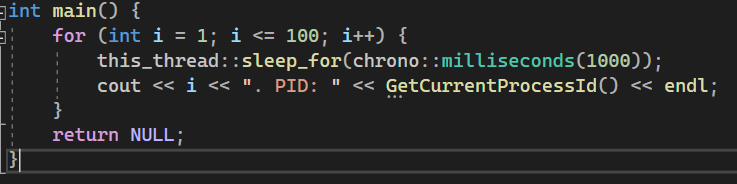 int main() {
    for (int i = 1; i <= 100; i++) {
        this_thread::sleep_for(chrono::milliseconds(1000));
        cout << i << ". PID: " << GetCurrentProcessId() << endl;
    }
    return NULL;
}